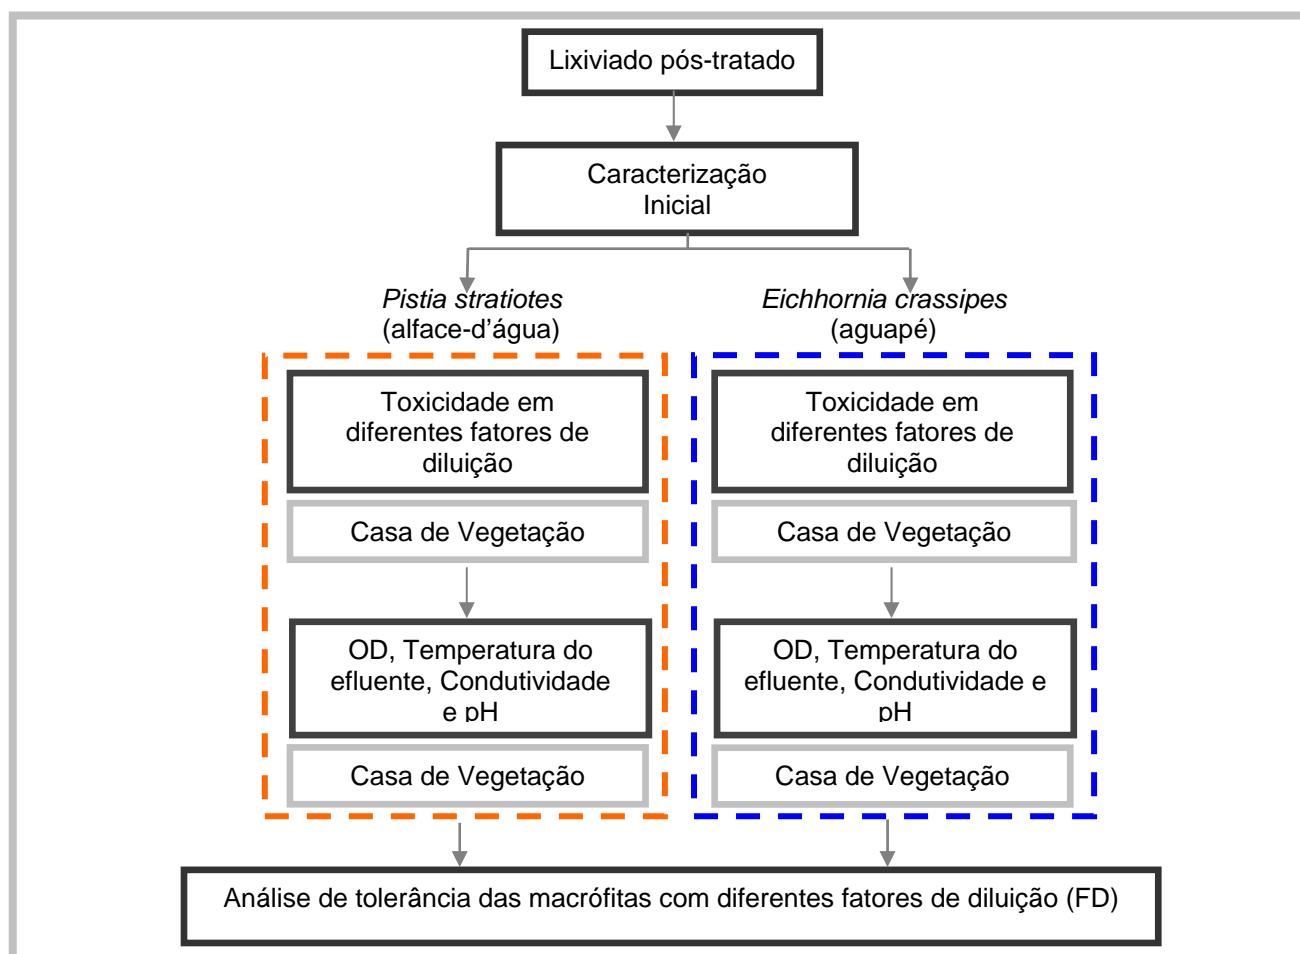 Lixiviado pós-tratado
Caracterização
Inicial
Pistia stratiotes
(alface-d'água)
Eichhornia crassipes
(aguapé)
Toxicidade em
diferentes fatores de
diluição
Casa de Vegetação
OD, Temperatura do
efluente, Condutividade
e pH
Casa de Vegetação
Toxicidade em
diferentes fatores de
diluição
Casa de Vegetação
OD, Temperatura do
efluente, Condutividade e
pH
Casa de Vegetação
Análise de tolerância das macrófitas com diferentes fatores de diluição (FD)